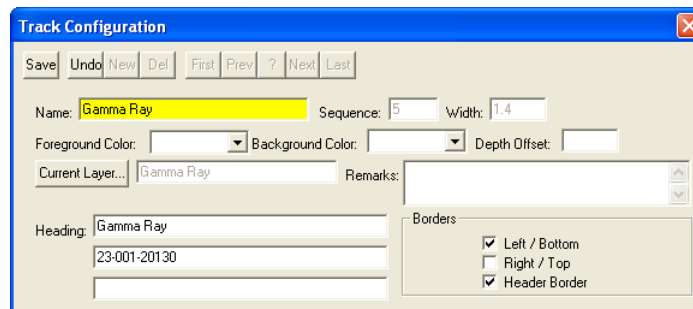 Track Configuration
Save Undo New Del First Prev ? Next Last
Name: Gamma Ray Sequence: 5 Width: 1.4
Foreground Color: Background Color: Depth Offset:
Current Layer... Gamma Ray Remarks:
Heading: Gamma Ray
23-001-20130
Borders
Left / Bottom
Right / Top
Header Border